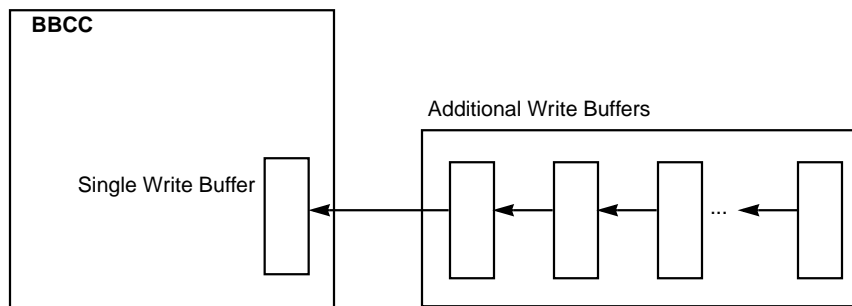 BBCC
Additional Write Buffers
Single Write Buffer
...